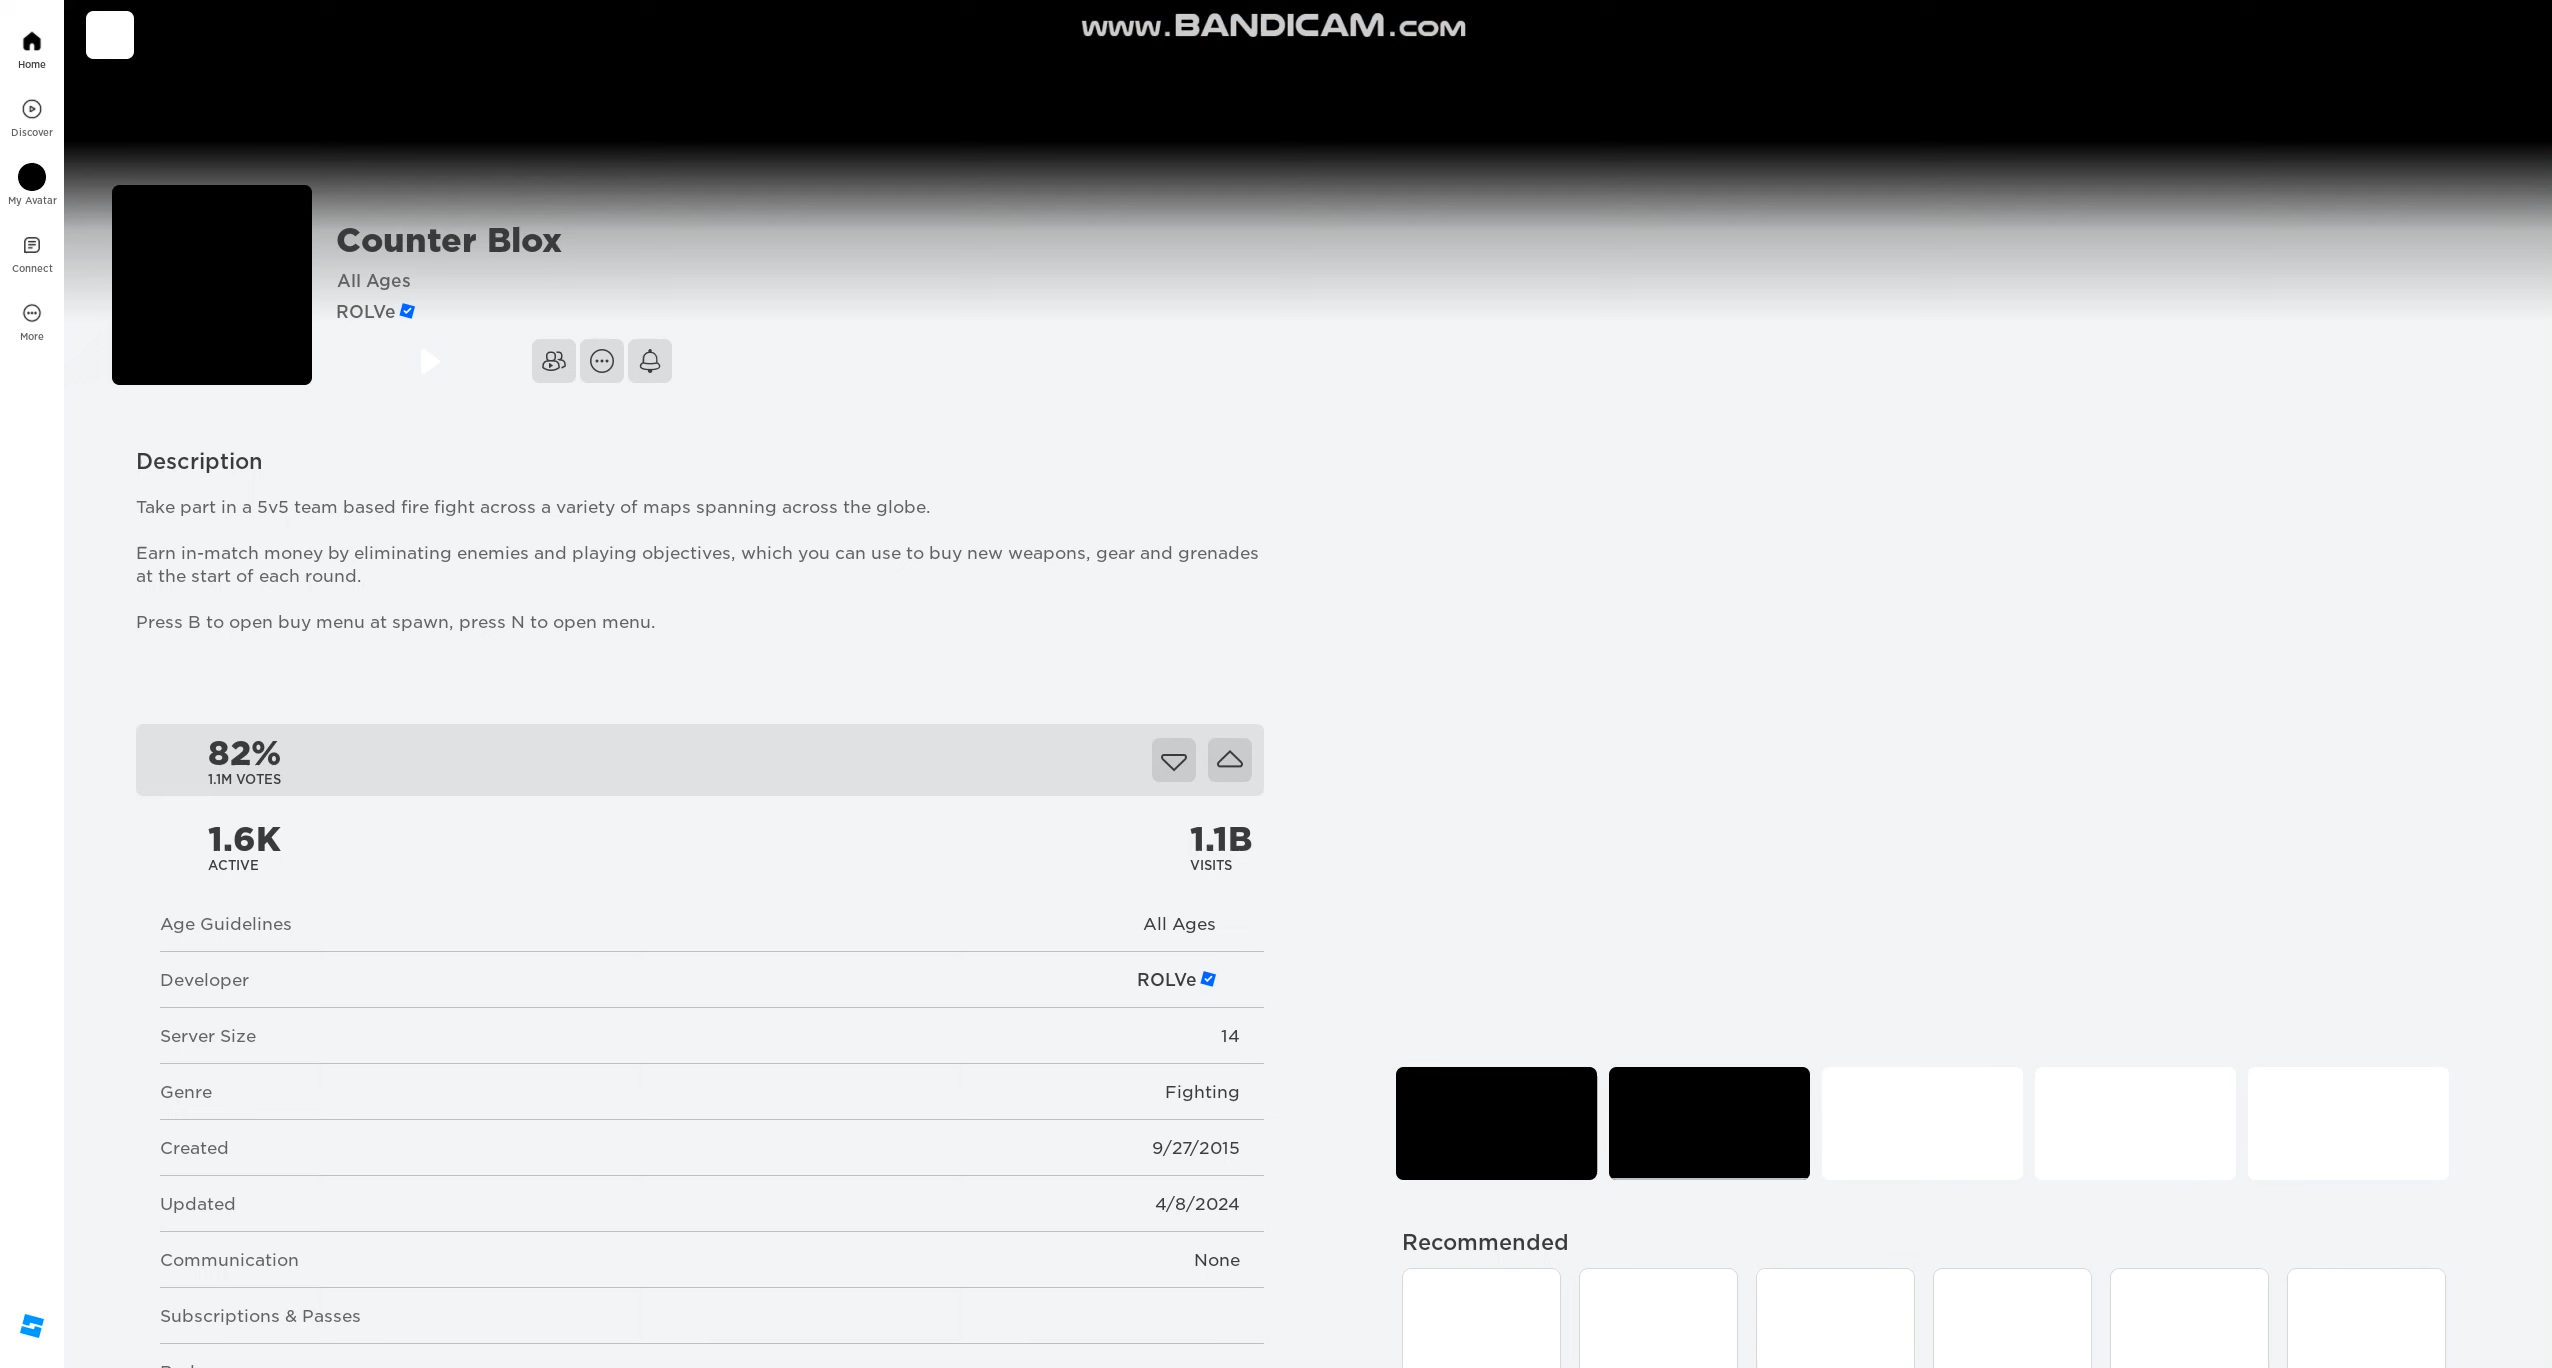 www.BANDICAM.com
Home
Discover
My Avatar
Connect
More
Counter Blox
All Ages
ROLVe
Description
Take part in a 5v5 team based fire fight across a variety of maps spanning across the globe.
Earn in-match money by eliminating enemies and playing objectives, which you can use to buy new weapons, gear and grenades
at the start of each round.
Press B to open buy menu at spawn, press N to open menu.
82%
1.1M VOTES
1.6K
ACTIVE
1.1B
VISITS
Age Guidelines All Ages
Developer ROLVe
Server Size 14
Genre Fighting
Created 9/27/2015
Updated 4/8/2024
Communication None
Subscriptions & Passes
Recommended